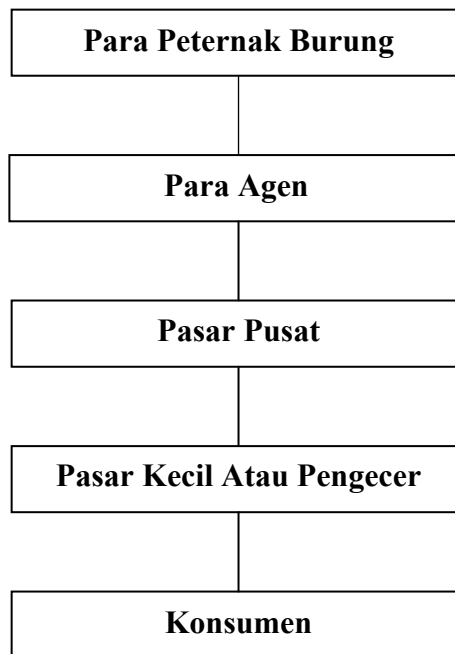 Para Peternak Burung
Para Agen
Pasar Pusat
Pasar Kecil Atau Pengecer
Konsumen